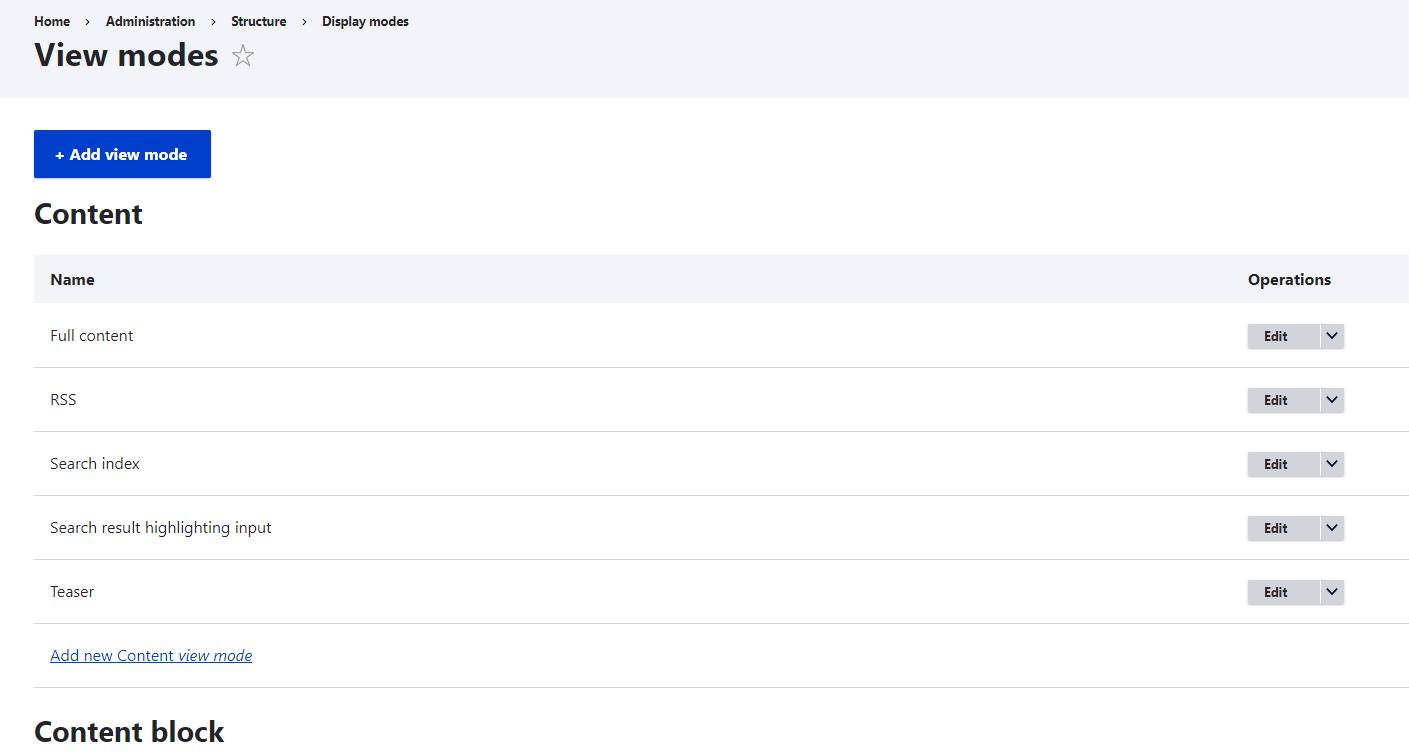 Home › Administration › Structure › Display modes
View modes
+ Add view mode
Content
Name Operations
Full content Edit
RSS Edit
Search index Edit
Search result highlighting input Edit
Teaser Edit
Add new Content view mode
Content block